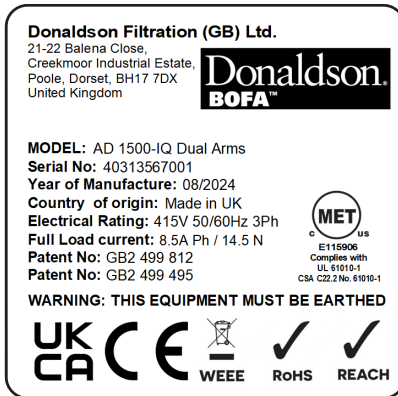 Donaldson Filtration (GB) Ltd.
21-22 Balena Close,
Creekmoor Industrial Estate,
Poole, Dorset, BH17 7DX
United Kingdom
Donaldson®
BOFA™
MODEL: AD 1500-IQ Dual Arms
Serial No: 40313567001
Year of Manufacture: 08/2024
Country of origin: Made in UK
Electrical Rating: 415V 50/60Hz 3Ph
Full Load current: 8.5A Ph / 14.5 N
Patent No: GB2 499 812
Patent No: GB2 499 495
MET
C US
E115906
Complies with
UL 61010-1
CSA C22.2 No. 61010-1
WARNING: THIS EQUIPMENT MUST BE EARTHED
UK
CA
CE
WEEE
RoHS
REACH